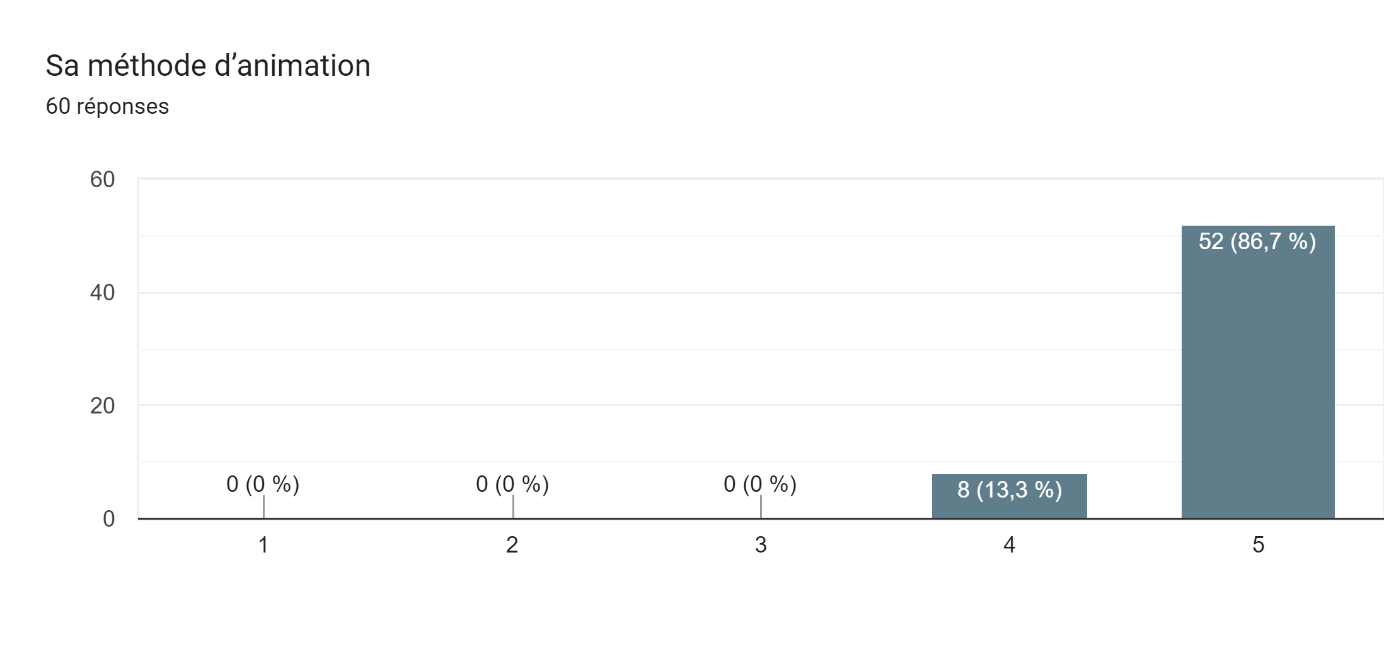 Sa méthode d’animation
60 réponses
60
40
20
0
0 (0 %)
0 (0 %)
0 (0 %)
8 (13,3 %)
52 (86,7 %)
1
2
3
4
5